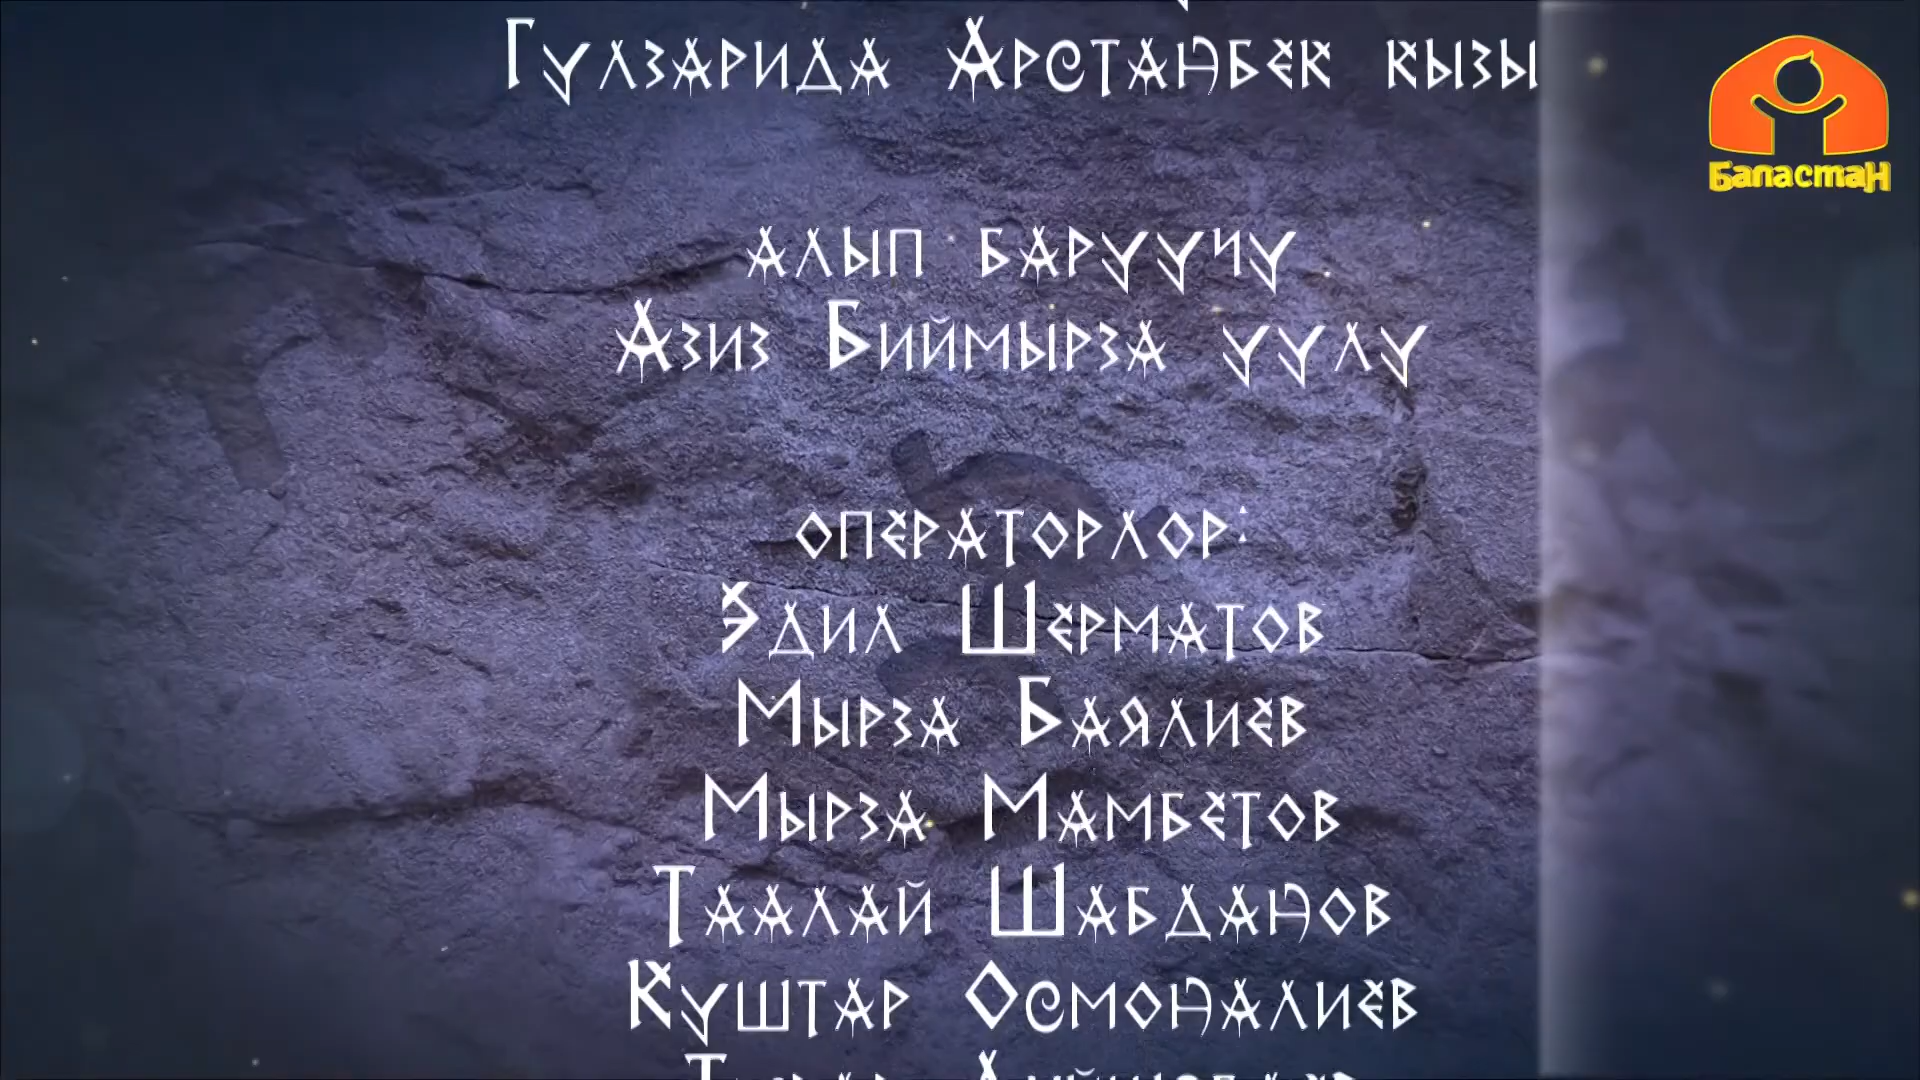 Гулзарида Арстанбек кызы
Баластан
алып баруучу
Азиз Биймырза уулу
операторлор:
Эдил Шерматов
Мырза Баялиев
Мырза Мамбетов
Таалай Шабданов
Куштар Осмоналиев